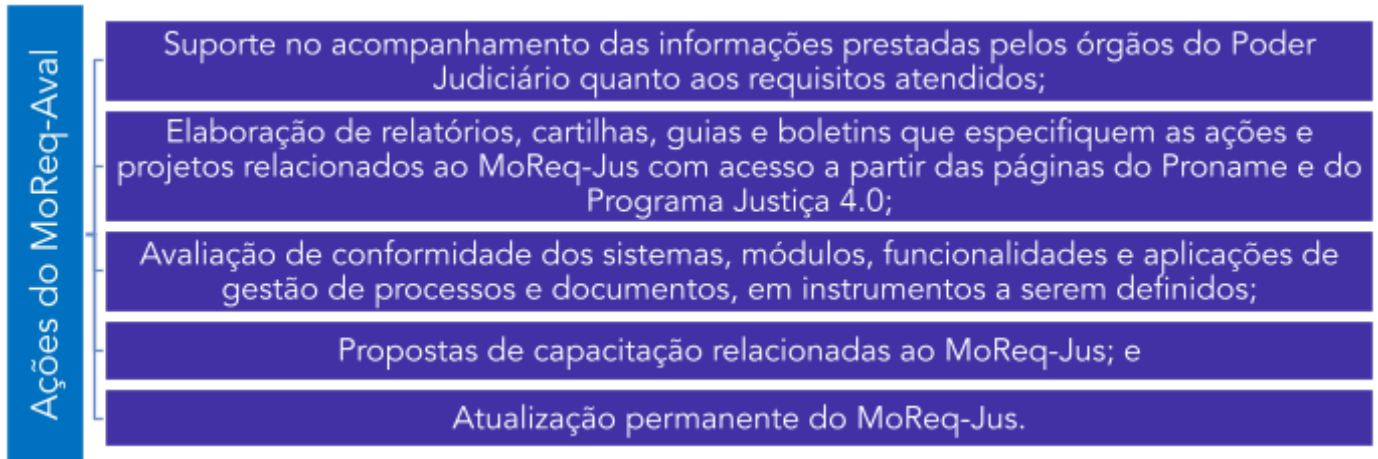 Ações do MoReq-Aval
Suporte no acompanhamento das informações prestadas pelos órgãos do Poder
Judiciário quanto aos requisitos atendidos;
Elaboração de relatórios, cartilhas, guias e boletins que especifiquem as ações e
projetos relacionados ao MoReq-Jus com acesso a partir das páginas do Proname e do
Programa Justiça 4.0;
Avaliação de conformidade dos sistemas, módulos, funcionalidades e aplicações de
gestão de processos e documentos, em instrumentos a serem definidos;
Propostas de capacitação relacionadas ao MoReq-Jus; e
Atualização permanente do MoReq-Jus.